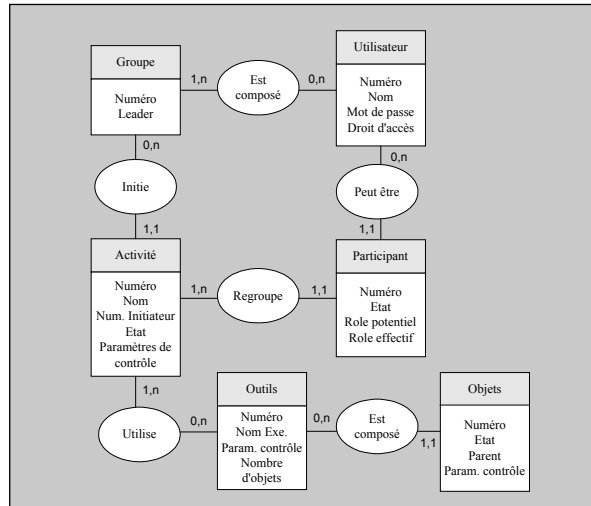 Groupe
Numéro
Leader
1,n
Est
composé
0,n
Utilisateur
Numéro
Nom
Mot de passe
Droit d'accès
0,n
Initie
1,1
0,n
Peut être
1,1
Activité
Numéro
Nom
Num. Initiateur
Etat
Paramètres de
contrôle
1,n
Regroupe
1,1
Participant
Numéro
Etat
Role potentiel
Role effectif
1,n
Utilise
0,n
Outils
Numéro
Nom Exe.
Param. contrôle
Nombre
d'objets
0,n
Est
composé
1,1
Objets
Numéro
Etat
Parent
Param. contrôle